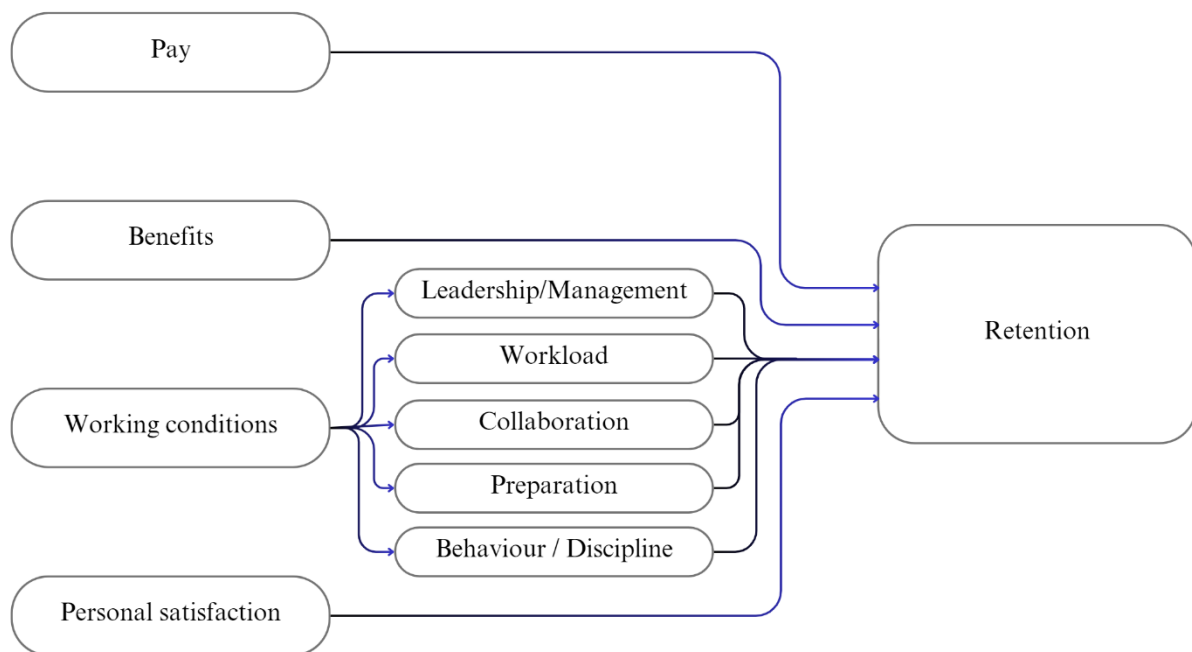 Pay
Benefits
Leadership/Management
Workload
Working conditions
Collaboration
Preparation
Behaviour / Discipline
Personal satisfaction
Retention